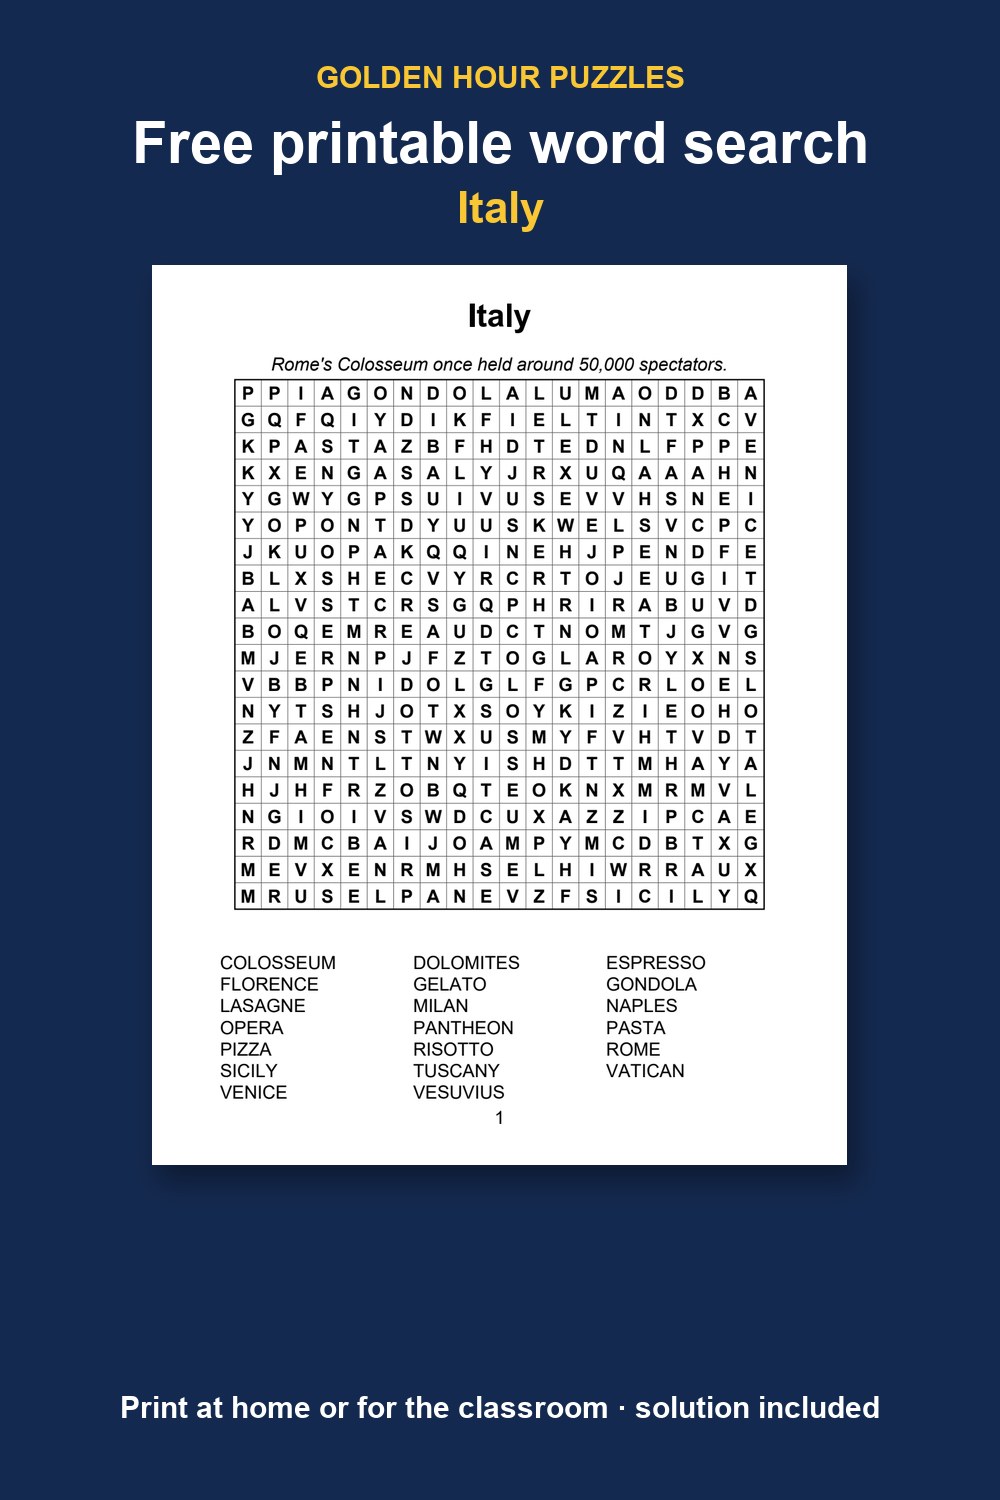 GOLDEN HOUR PUZZLES
Free printable word search
Italy
Italy
Rome's Colosseum once held around 50,000 spectators.
P P I A G O N D O L A L U M A O D D B A
G Q F Q I Y D I K F I E L T I N T X C V
K P A S T A Z B F H D T E D N L F P P E
K X E N G A S A L Y J R X U Q A A A H N
Y G W Y G P S U I V U S E V V H S N E I
Y O P O N T D Y U U S K W E L S V C P C
J K U O P A K Q Q I N E H J P E N D F E
B L X S H E C V Y R C R T O J E U G I T
A L V S T C R S G Q P H R I R A B U V D
B O Q E M R E A U D C T N O M T J G V G
M J E R N P J F Z T O G L A R O Y X N S
V B B P N I D O L G L F G P C R L O E L
N Y T S H J O T X S O Y K I Z I E O H O
Z F A E N S T W X U S M Y F V H T V D T
J N M N T L T N Y I S H D T T M H A Y A
H J H F R Z O B Q T E O K N X M R M V L
N G I O I V S W D C U X A Z Z I P C A E
R D M C B A I J O A M P Y M C D B T X G
M E V X E N R M H S E L H I W R R A U X
M R U S E L P A N E V Z F S I C I L Y Q
COLOSSEUM DOLOMITES ESPRESSO
FLORENCE GELATO GONDOLA
LASAGNE MILAN NAPLES
OPERA PANTHEON PASTA
PIZZA RISOTTO ROME
SICILY TUSCANY VATICAN
VENICE VESUVIUS
1
Print at home or for the classroom · solution included